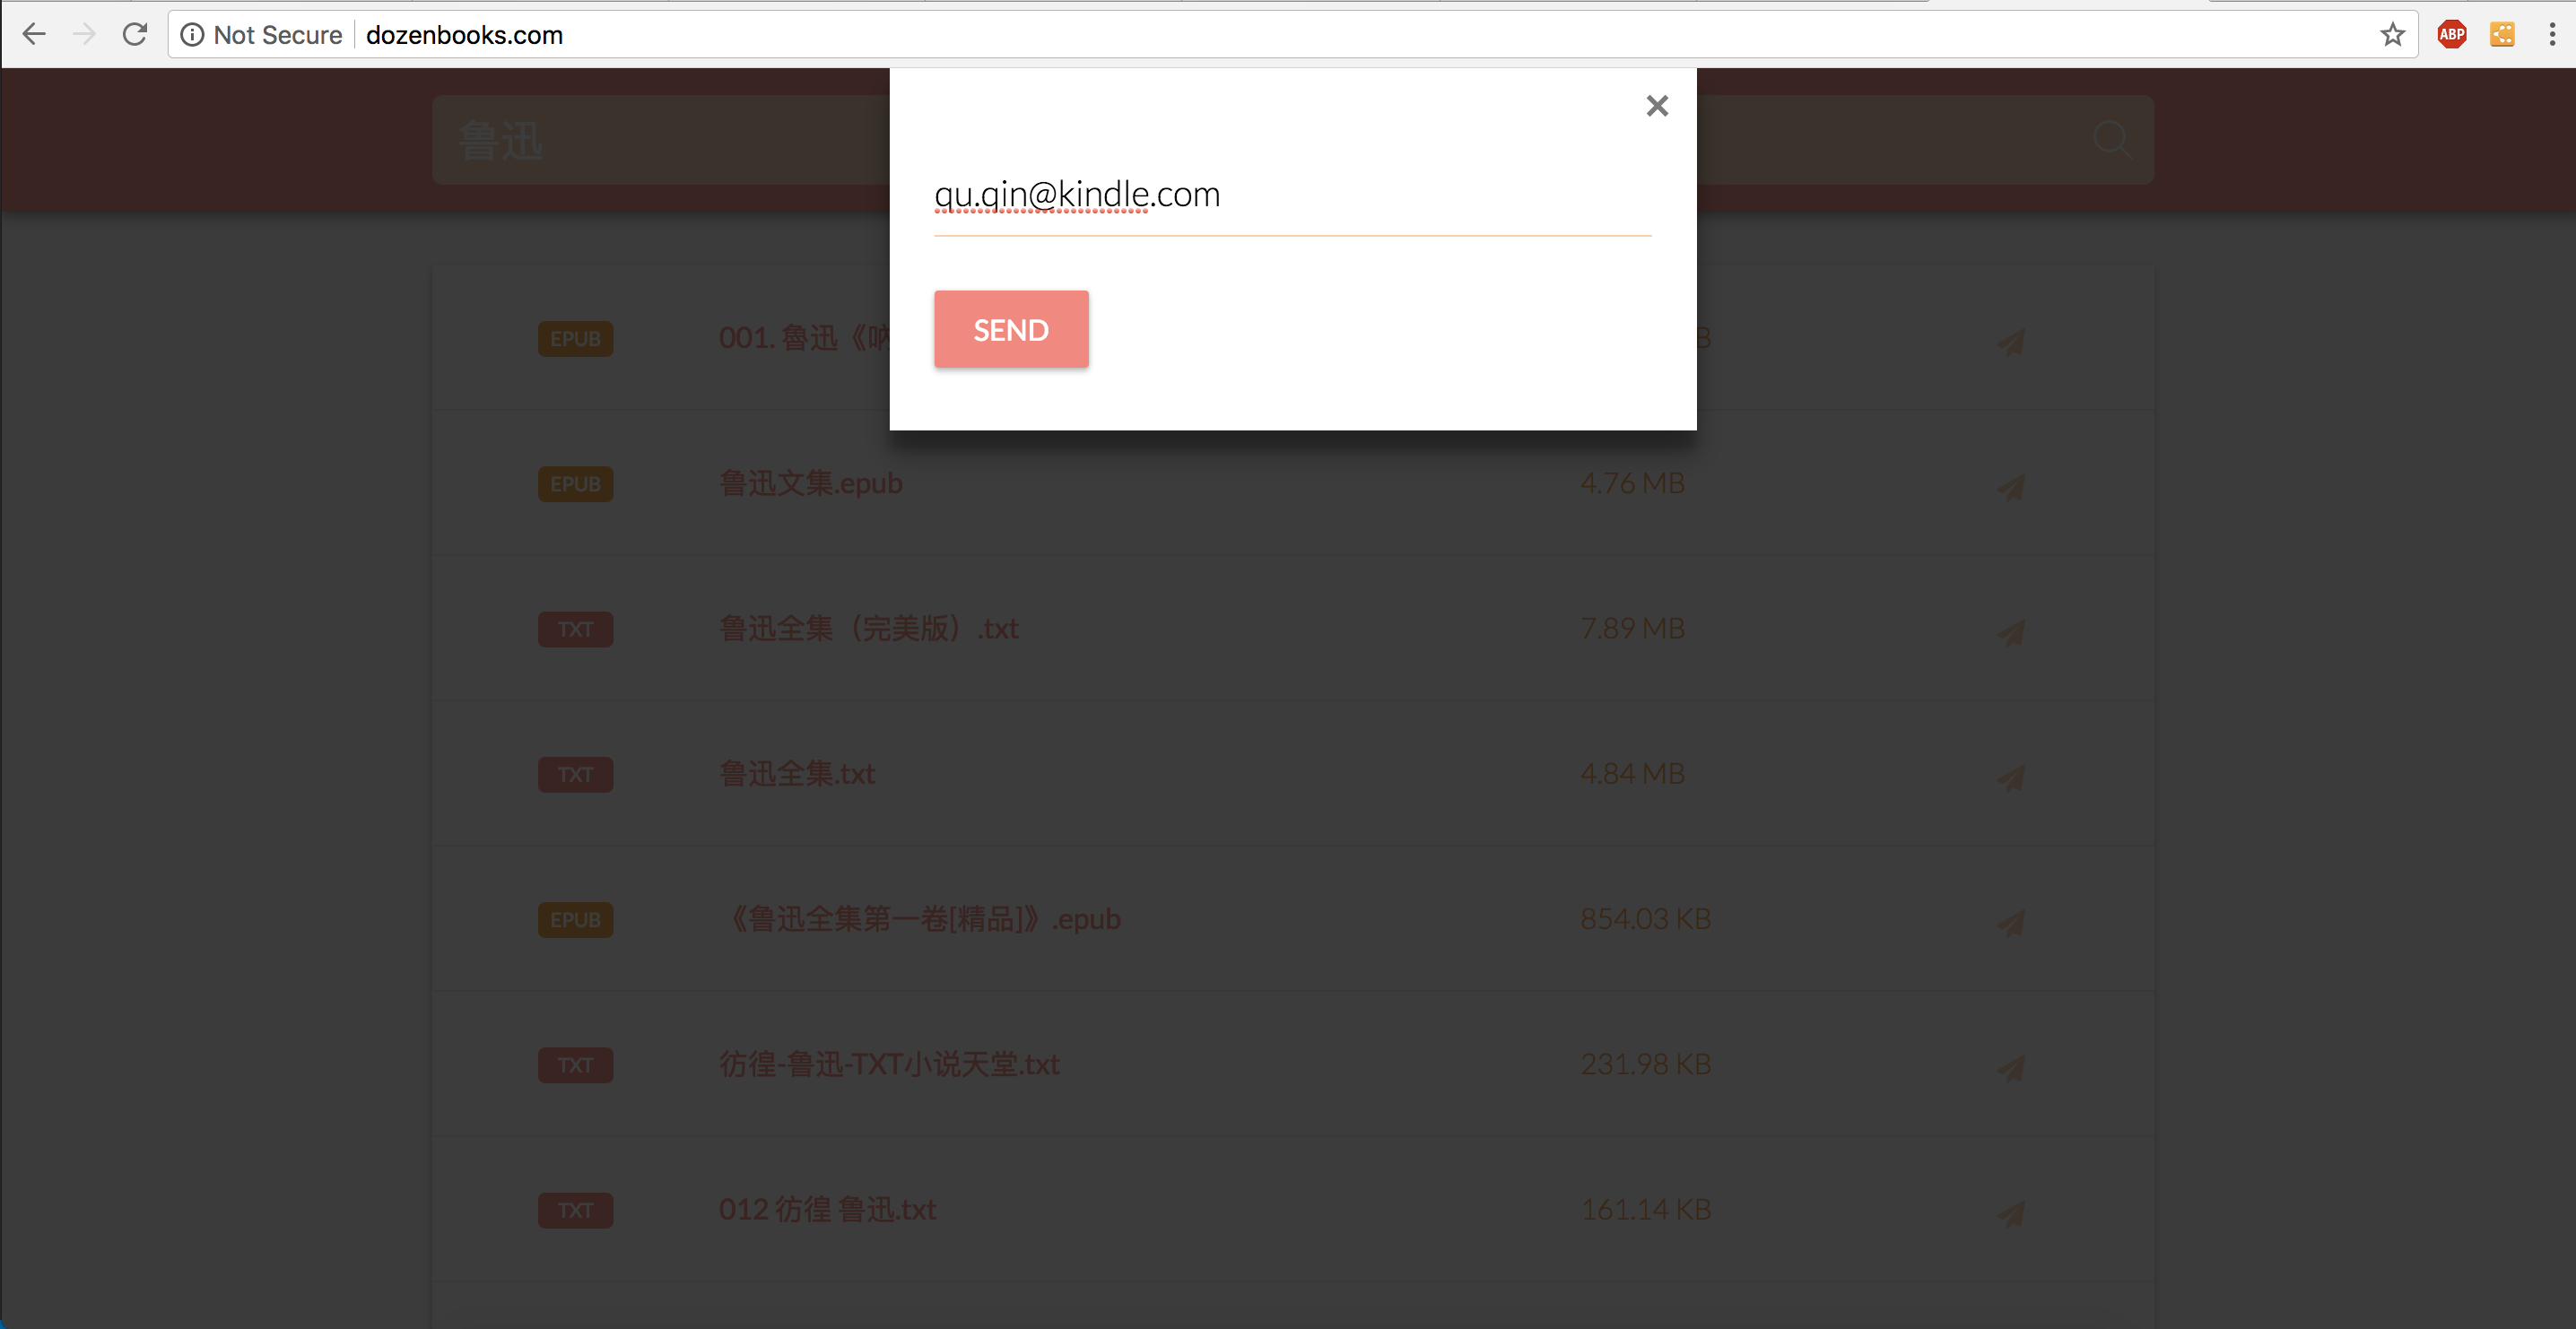 Not Secure dozenbooks.com
ABP
鲁迅
qu.qin@kindle.com
SEND
EPUB 001. 魯迅《吶 B
EPUB 鲁迅文集.epub 4.76 MB
TXT 鲁迅全集（完美版）.txt 7.89 MB
TXT 鲁迅全集.txt 4.84 MB
EPUB 《鲁迅全集第一卷[精品]》.epub 854.03 KB
TXT 彷徨-鲁迅-TXT小说天堂.txt 231.98 KB
TXT 012 彷徨 鲁迅.txt 161.14 KB